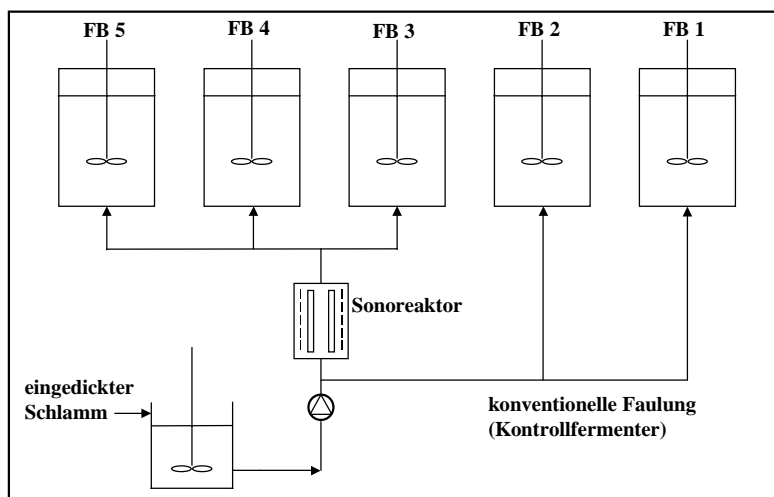 FB 5
FB 4
FB 3
FB 2
FB 1
Sonoreaktor
eingedickter
Schlamm
konventionelle Faulung
(Kontrollfermenter)